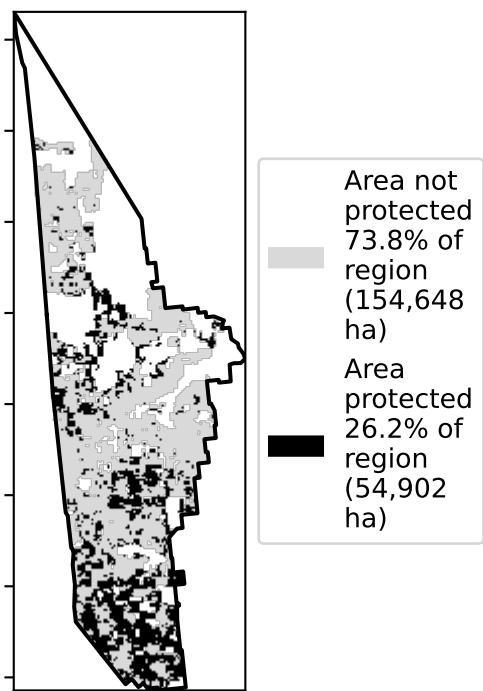 Area not
protected
73.8% of
region
(154,648
ha)
Area
protected
26.2% of
region
(54,902
ha)